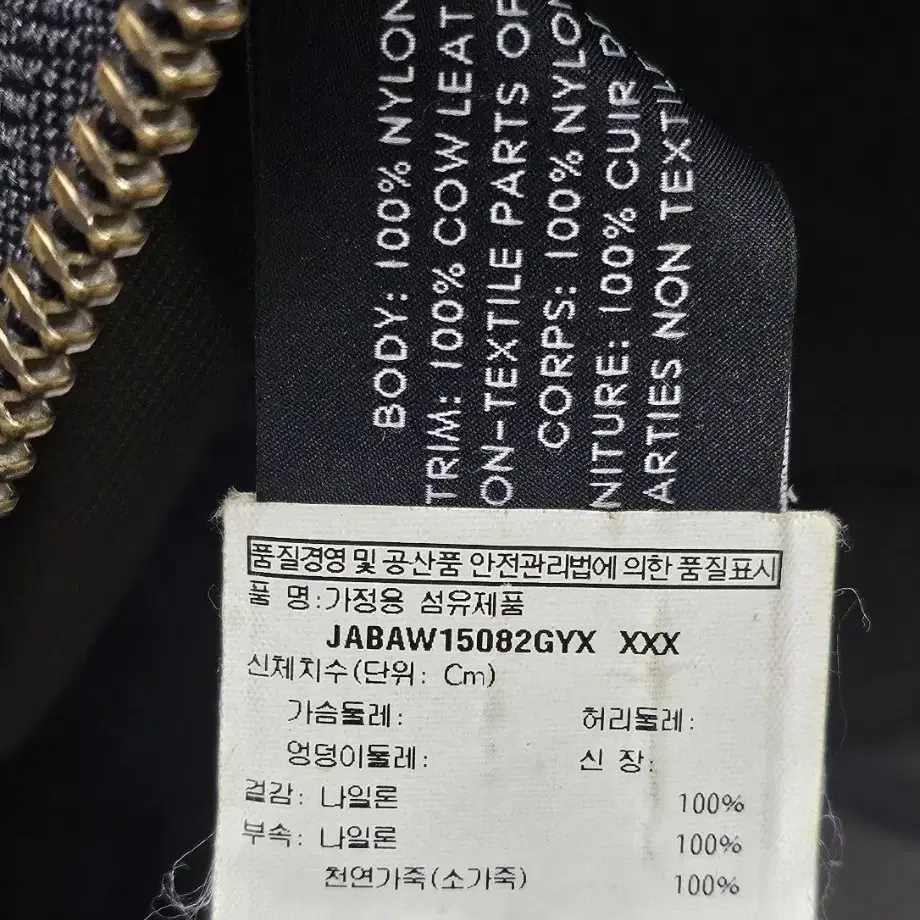 BODY: 100% NYLON
TRIM: 100% COW LEAT
ON-TEXTILE PARTS OF
CORPS: 100% NYLON
NITURE: 100% CUIR
ARTIES NON TEXTIL
품질경영 및 공산품 안전관리법에 의한 품질표시
품 명:가정용 섬유제품
JABAW15082GYX XXX
신체치수(단위: Cm)
가슴둘레: 허리둘레:
엉덩이둘레: 신 장:
겉감: 나일론 100%
부속: 나일론 100%
천연가죽(소가죽) 100%